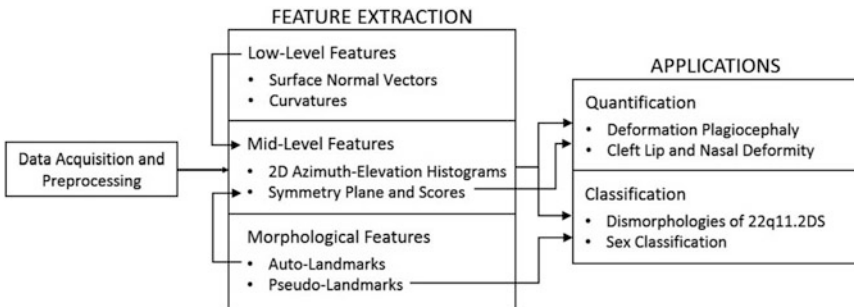 FEATURE EXTRACTION
Low-Level Features
• Surface Normal Vectors
• Curvatures
Data Acquisition and
Preprocessing
Mid-Level Features
• 2D Azimuth-Elevation Histograms
• Symmetry Plane and Scores
Morphological Features
• Auto-Landmarks
• Pseudo-Landmarks
APPLICATIONS
Quantification
• Deformation Plagiocephaly
• Cleft Lip and Nasal Deformity
Classification
• Dismorphologies of 22q11.2DS
• Sex Classification